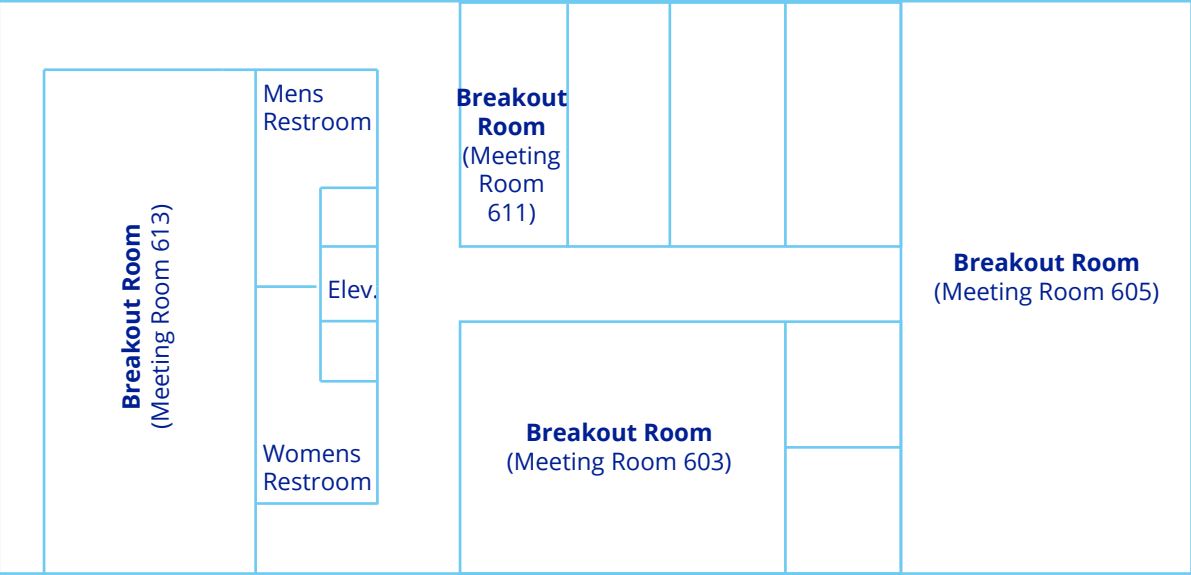 Mens
Restroom
Breakout
Room
(Meeting
Room
611)
Breakout Room
(Meeting Room 613)
Elev.
Breakout Room
(Meeting Room 605)
Breakout Room
(Meeting Room 603)
Womens
Restroom